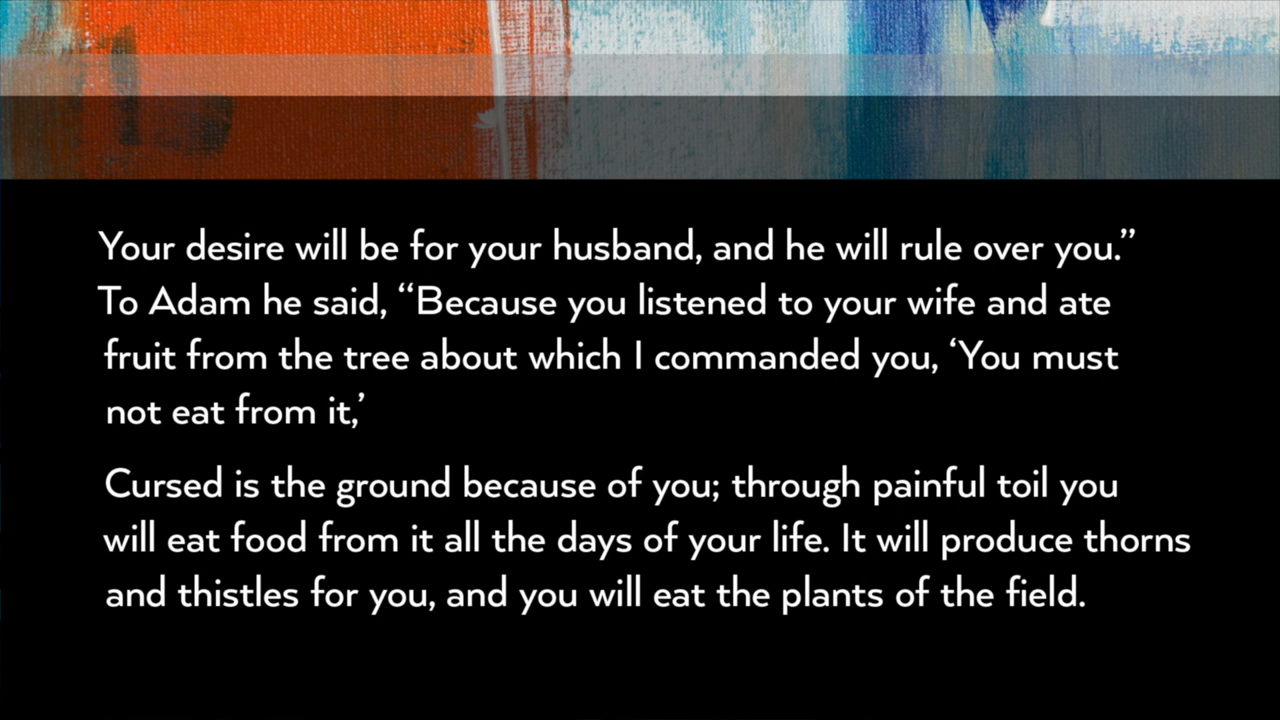 Your desire will be for your husband, and he will rule over you.”
To Adam he said, “Because you listened to your wife and ate
fruit from the tree about which I commanded you, ‘You must
not eat from it,’
Cursed is the ground because of you; through painful toil you
will eat food from it all the days of your life. It will produce thorns
and thistles for you, and you will eat the plants of the field.